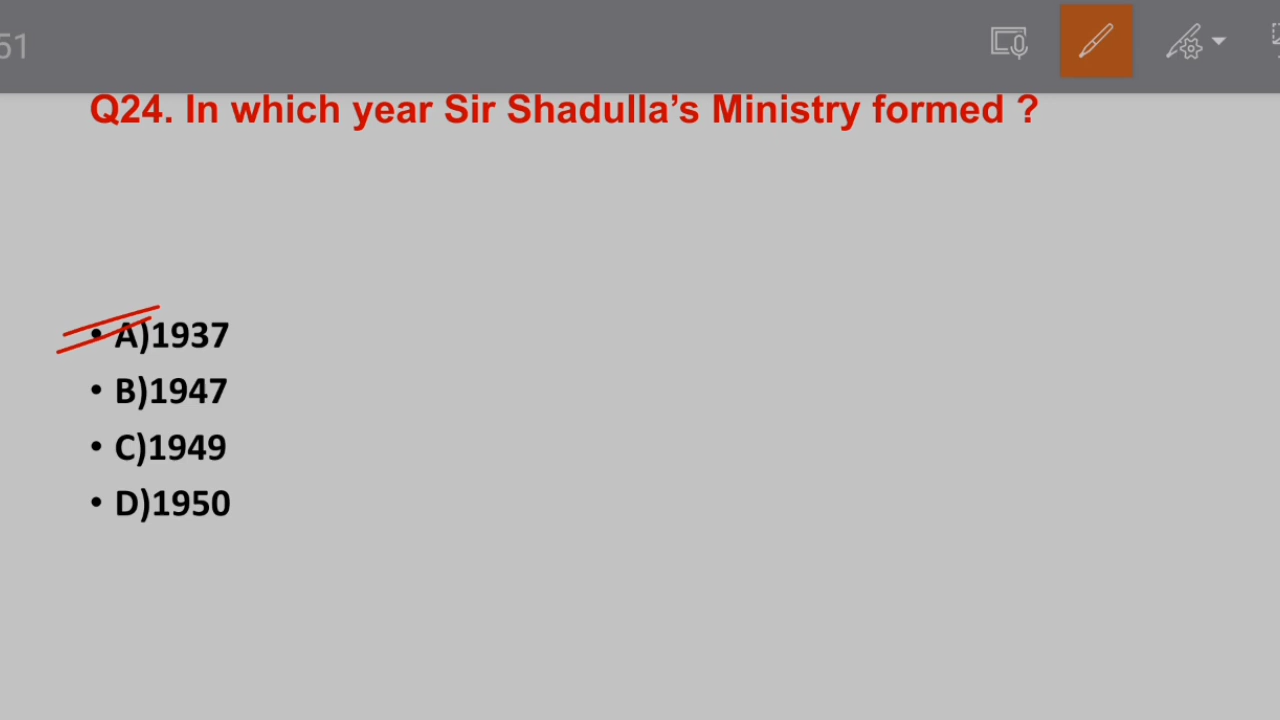 51
Q24. In which year Sir Shadulla’s Ministry formed ?
• A)1937
• B)1947
• C)1949
• D)1950